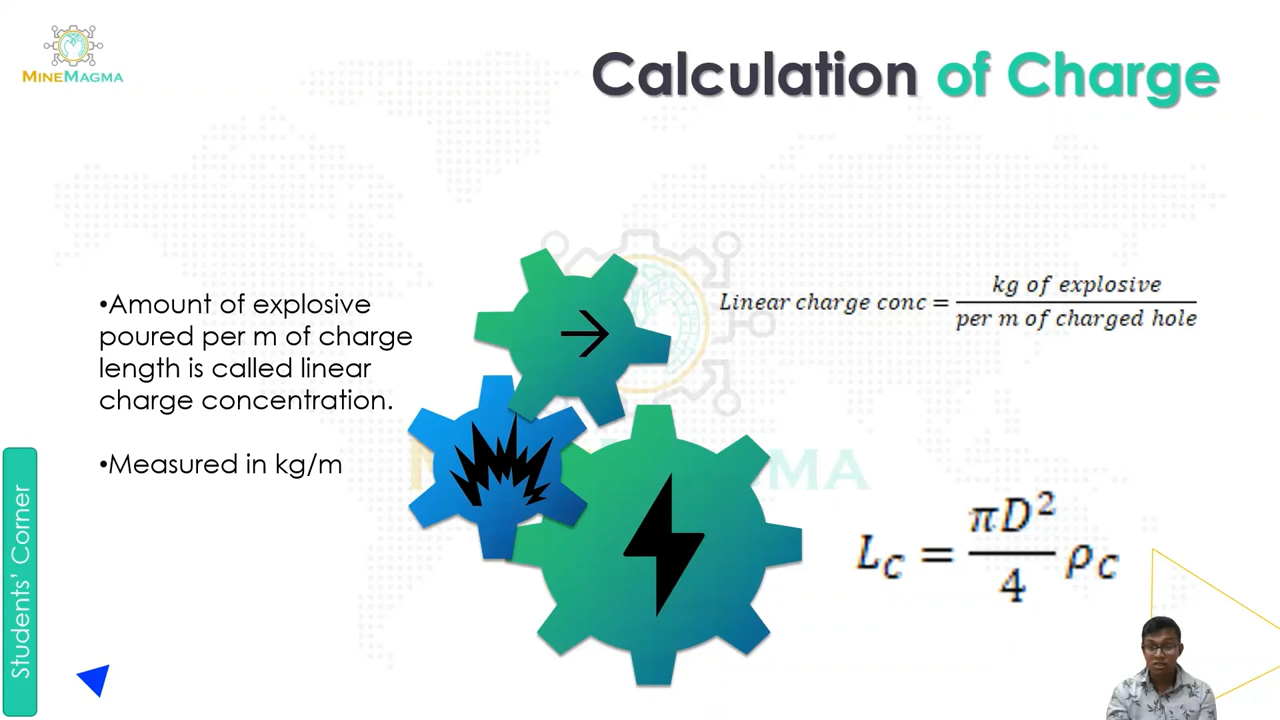 MINEMAGMA
Calculation of Charge
•Amount of explosive
poured per m of charge
length is called linear
charge concentration.
•Measured in kg/m
Linear charge conc = kg of explosive / per m of charged hole
L_C = πD² / 4 ρ_C
Students' Corner